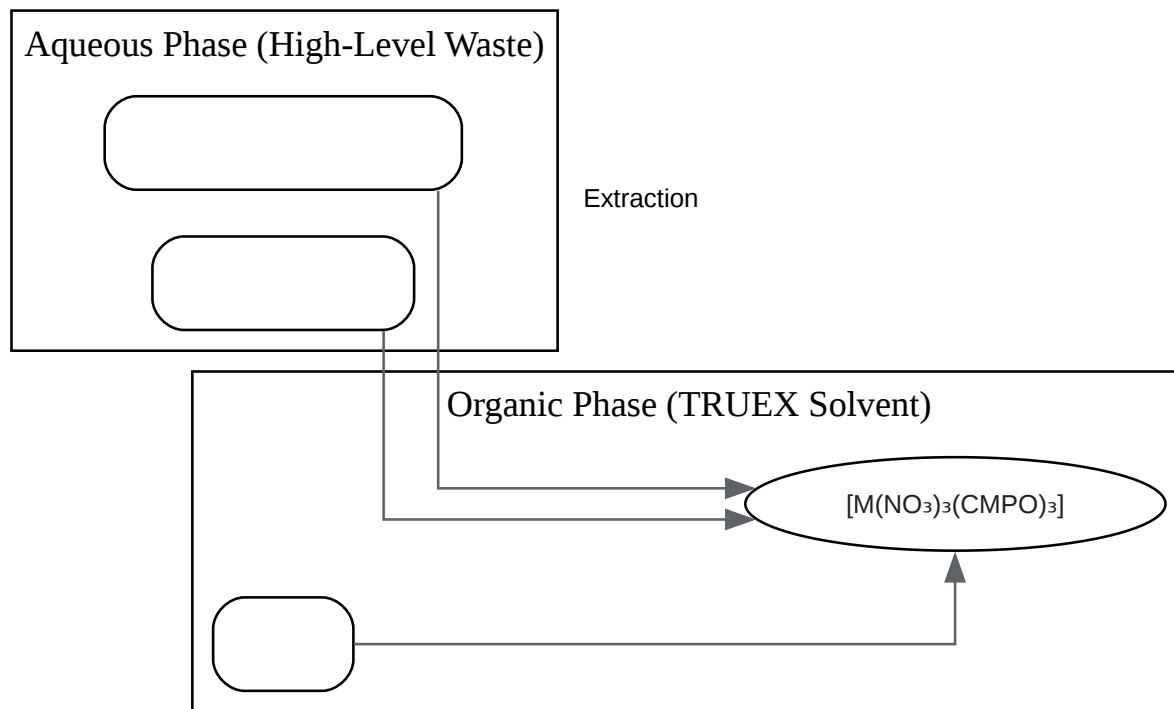 Aqueous Phase (High-Level Waste)
Extraction
Organic Phase (TRUEX Solvent)
[M(NO₃)₃(CMPO)₃]